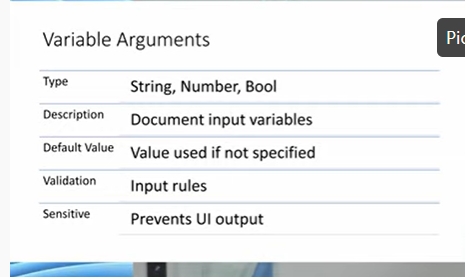 Variable Arguments
Pic
Type String, Number, Bool
Description Document input variables
Default Value Value used if not specified
Validation Input rules
Sensitive Prevents UI output